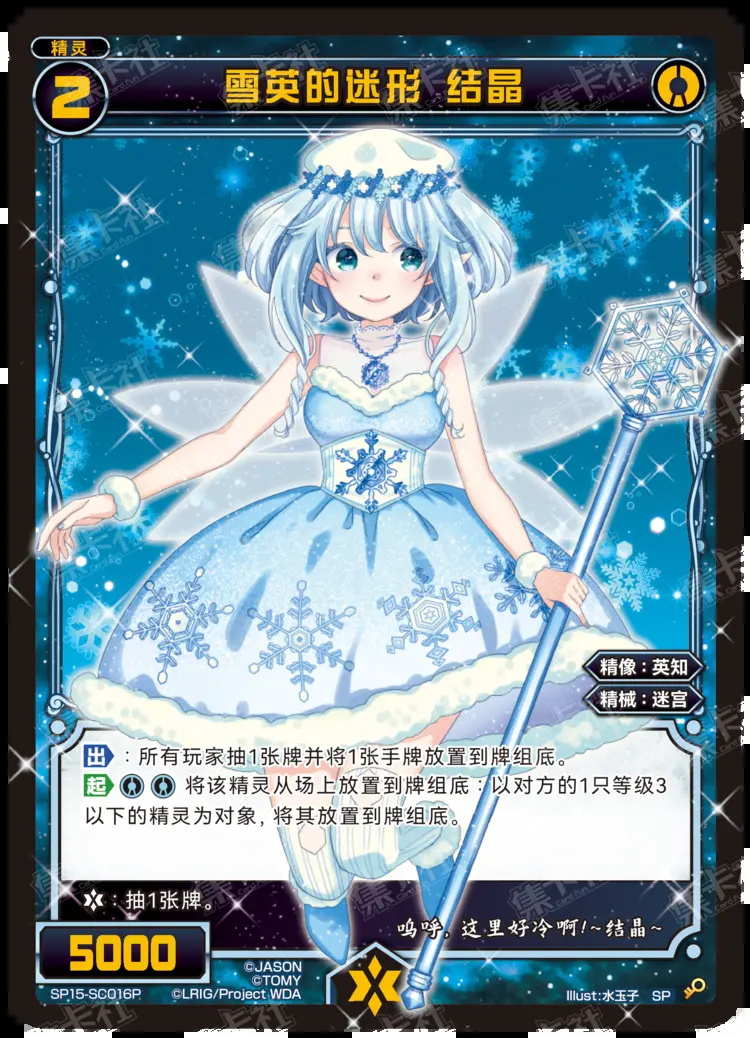 精灵
2
雪英的迷形 结晶
精像:英知
精械:迷宫
出:所有玩家抽1张牌并将1张手牌放置到牌组底。
起 将该精灵从场上放置到牌组底:以对方的1只等级3
以下的精灵为对象,将其放置到牌组底。
:抽1张牌。
呜呼,这里好冷啊!~结晶~
5000
©JASON
©TOMY
SP15-SC016P ©LRIG/Project WDA
Illust:水玉子 SP
集卡社